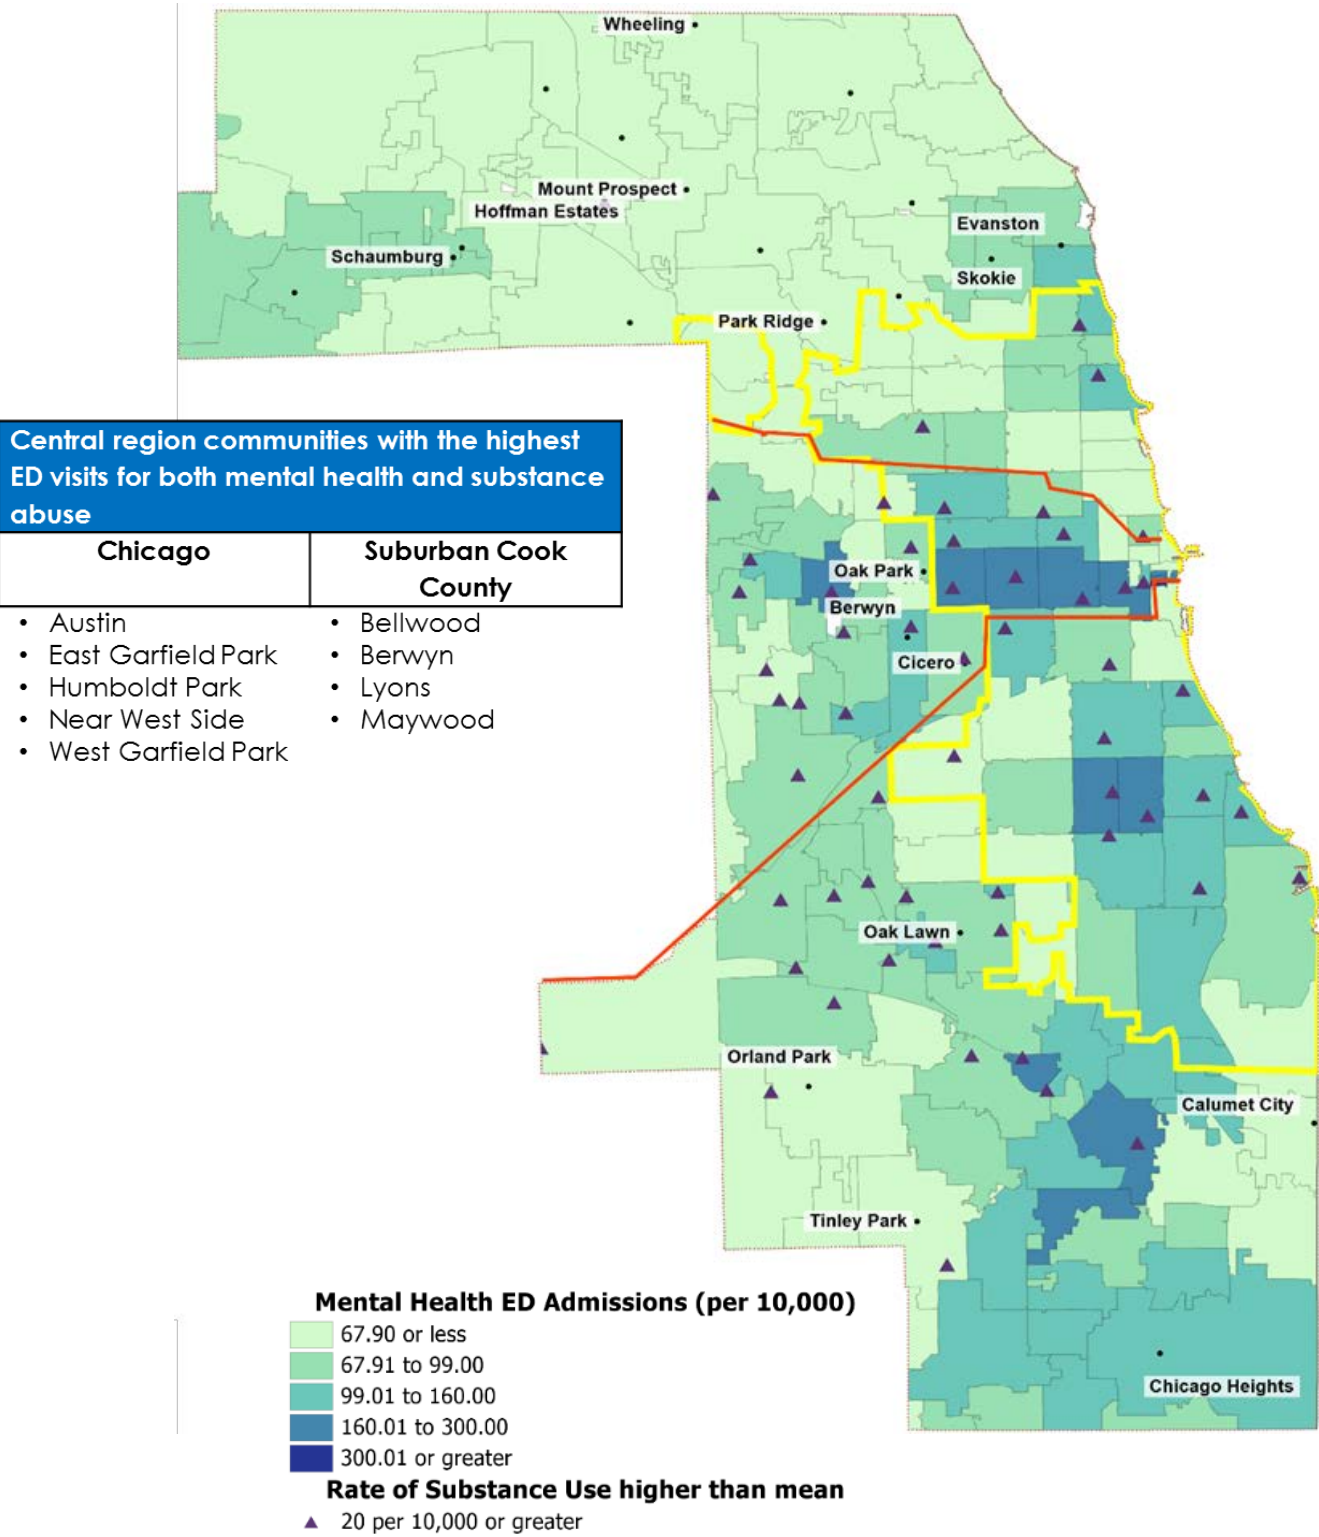 Wheeling
Mount Prospect
Hoffman Estates
Evanston
Schaumburg
Skokie
Park Ridge
Central region communities with the highest
ED visits for both mental health and substance
abuse
Chicago
Suburban Cook
County
• Austin
• East Garfield Park
• Humboldt Park
• Near West Side
• West Garfield Park
• Bellwood
• Berwyn
• Lyons
• Maywood
Oak Park
Berwyn
Cicero
Oak Lawn
Orland Park
Calumet City
Tinley Park
Chicago Heights
Mental Health ED Admissions (per 10,000)
67.90 or less
67.91 to 99.00
99.01 to 160.00
160.01 to 300.00
300.01 or greater
Rate of Substance Use higher than mean
20 per 10,000 or greater